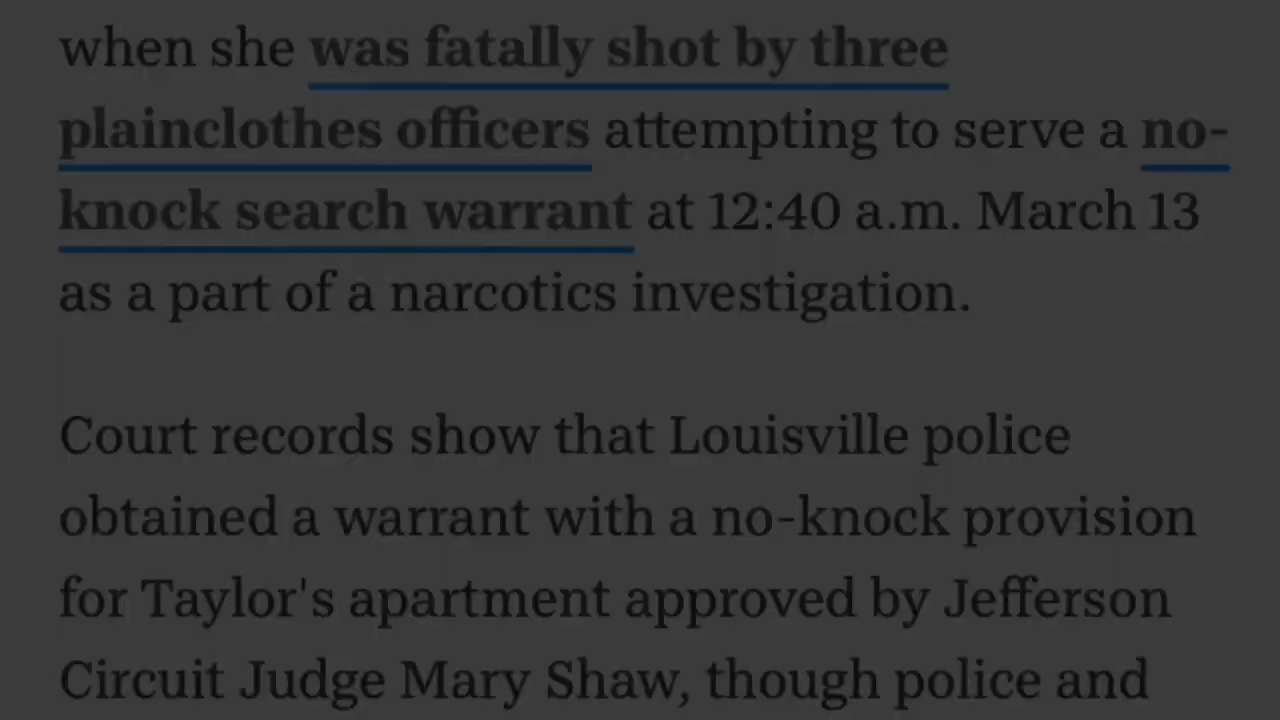 when she was fatally shot by three
plainclothes officers attempting to serve a no-
knock search warrant at 12:40 a.m. March 13
as a part of a narcotics investigation.
Court records show that Louisville police
obtained a warrant with a no-knock provision
for Taylor's apartment approved by Jefferson
Circuit Judge Mary Shaw, though police and